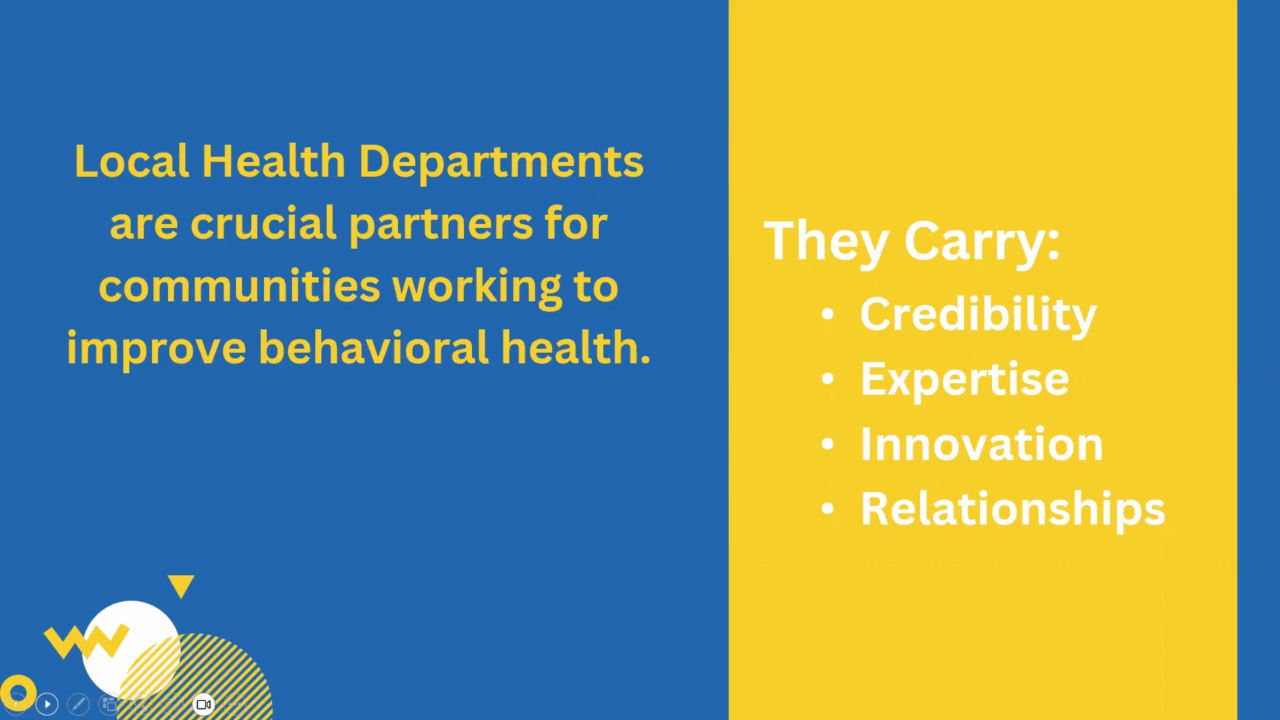 Local Health Departments
are crucial partners for
communities working to
improve behavioral health.
They Carry:
• Credibility
• Expertise
• Innovation
• Relationships